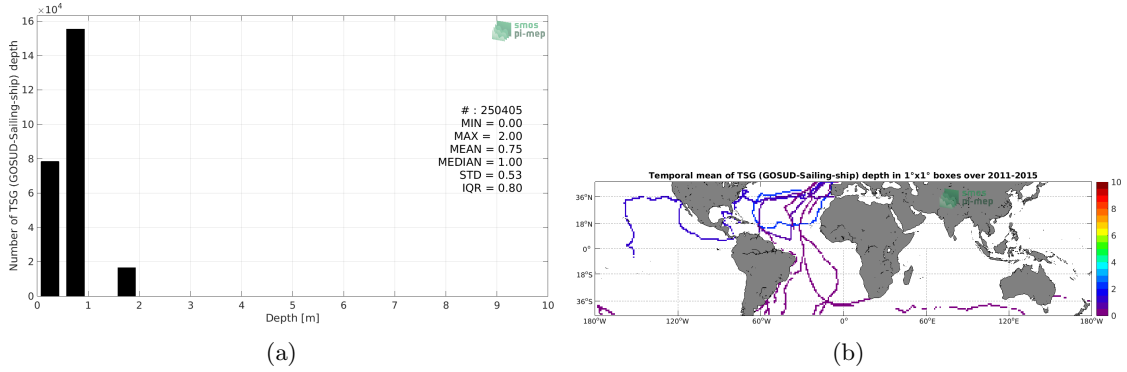 ×10⁴
16
14
12
10
8
6
4
2
0
Number of TSG (GOSUD-Sailing-ship) depth
smos
pi-mep
# : 250405
MIN = 0.00
MAX = 2.00
MEAN = 0.75
MEDIAN = 1.00
STD = 0.53
IQR = 0.80
0 1 2 3 4 5 6 7 8 9 10
Depth [m]
(a)
Temporal mean of TSG (GOSUD-Sailing-ship) depth in 1°x1° boxes over 2011-2015
smos
pi-mep
36°N
18°N
0°
18°S
36°S
180°W 120°W 60°W 0° 60°E 120°E 180°W
10
8
6
4
2
0
(b)